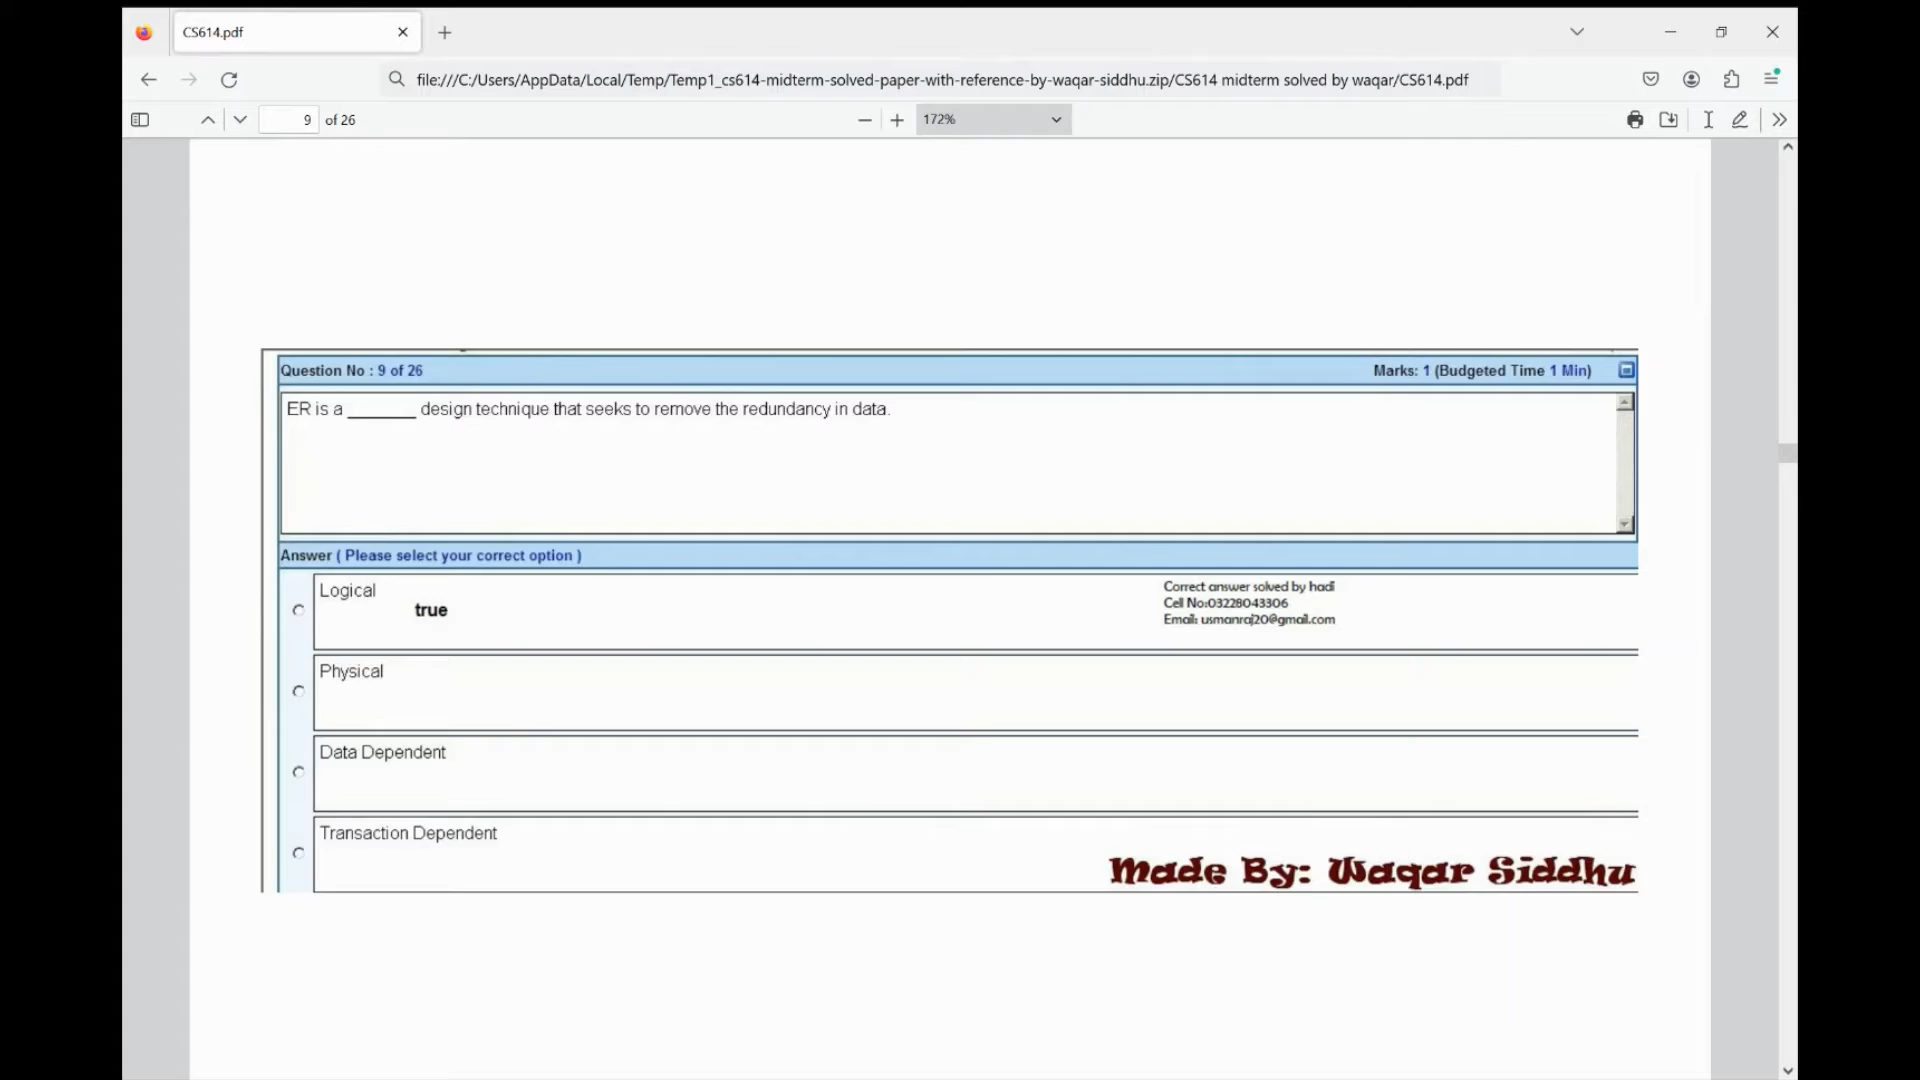 CS614.pdf
file:///C:/Users/AppData/Local/Temp/Temp1_cs614-midterm-solved-paper-with-reference-by-waqar-siddhu.zip/CS614 midterm solved by waqar/CS614.pdf
9 of 26
172%
Question No : 9 of 26 Marks: 1 (Budgeted Time 1 Min)
ER is a _______ design technique that seeks to remove the redundancy in data.
Answer ( Please select your correct option )
Logical
true
Correct answer solved by hadi
Cell No:03228043306
Email: usmanraj20@gmail.com
Physical
Data Dependent
Transaction Dependent
Made By: Waqar Siddhu